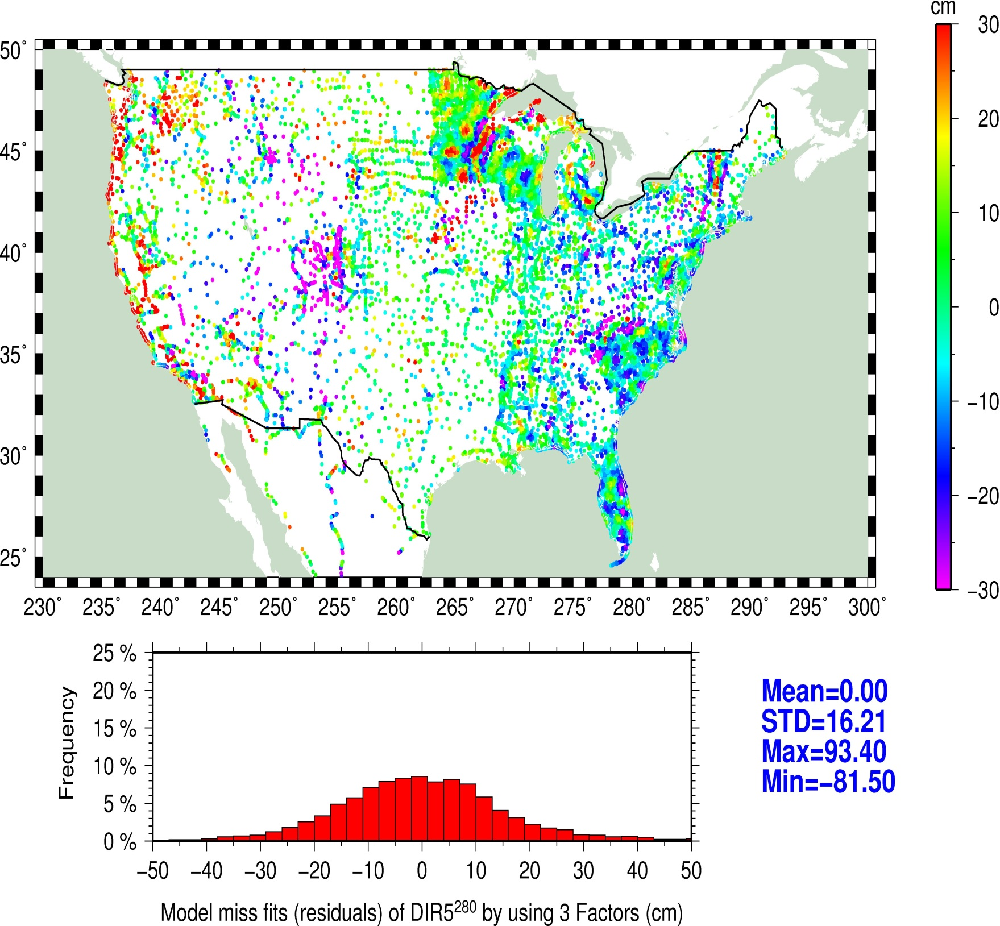 cm
50°
45°
40°
35°
30°
25°
230° 235° 240° 245° 250° 255° 260° 265° 270° 275° 280° 285° 290° 295° 300°
30
20
10
0
−10
−20
−30
25 %
20 %
15 %
10 %
5 %
0 %
Frequency
−50 −40 −30 −20 −10 0 10 20 30 40 50
Model miss fits (residuals) of DIR5²⁸⁰ by using 3 Factors (cm)
Mean=0.00
STD=16.21
Max=93.40
Min=−81.50